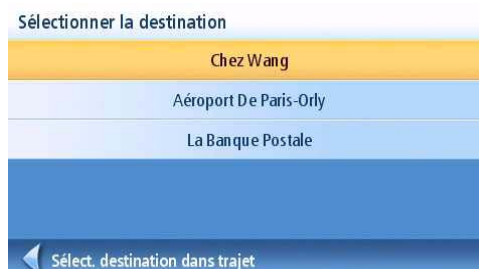 Sélectionner la destination
Chez Wang
Aéroport De Paris-Orly
La Banque Postale
Sélect. destination dans trajet